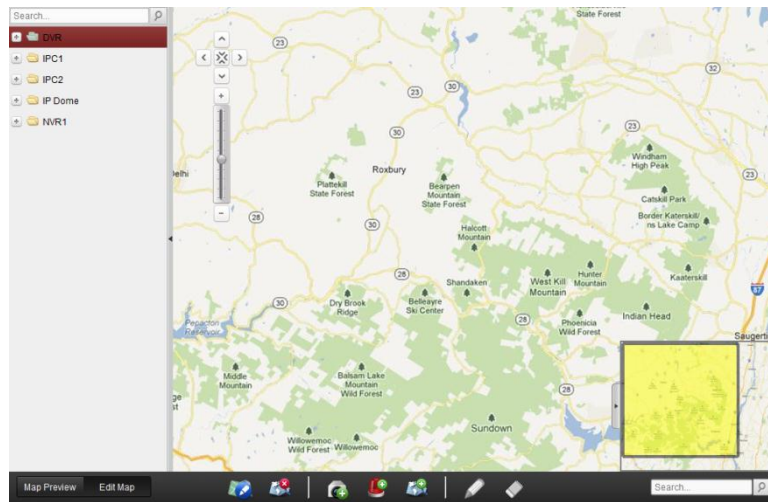 Search...
DVR
IPC1
IPC2
IP Dome
NVR1
State Forest
23
32
30
23
30
23
Windham
High Peak
elhi
Roxbury
Plattekill
State Forest
Bearpen
Mountain
State Forest
23
Catskill Park
Border Katerskill/
ns Lake Camp
28
30
Halcott
Mountain
28
Shandaken
West Kill
Mountain
Hunter
Mountain
Kaaterskill
87
30
Dry Brook
Ridge
Belleayre
Ski Center
28
Phoenicia
Wild Forest
Indian Head
Pepacton
Reservoir
Saugerti
Middle
Mountain
Balsam Lake
Mountain
Wild Forest
ge
st
28
Sundown
Willowemoc
Wild Forest
Willowemoc
Map Preview
Edit Map
Search...